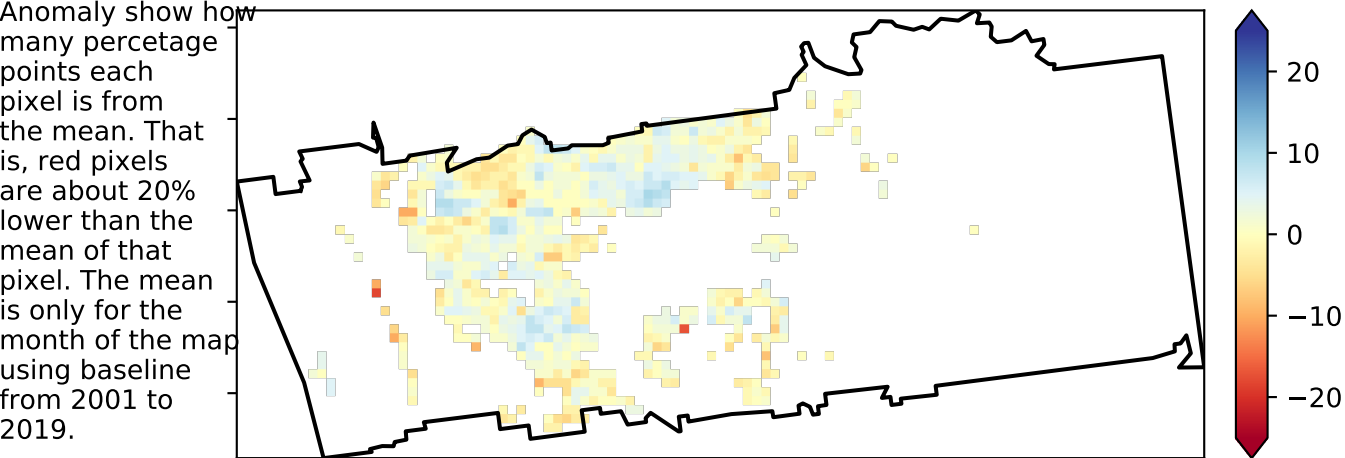 Anomaly show how
many percetage
points each
pixel is from
the mean. That
is, red pixels
are about 20%
lower than the
mean of that
pixel. The mean
is only for the
month of the map
using baseline
from 2001 to
2019.
20
10
0
−10
−20